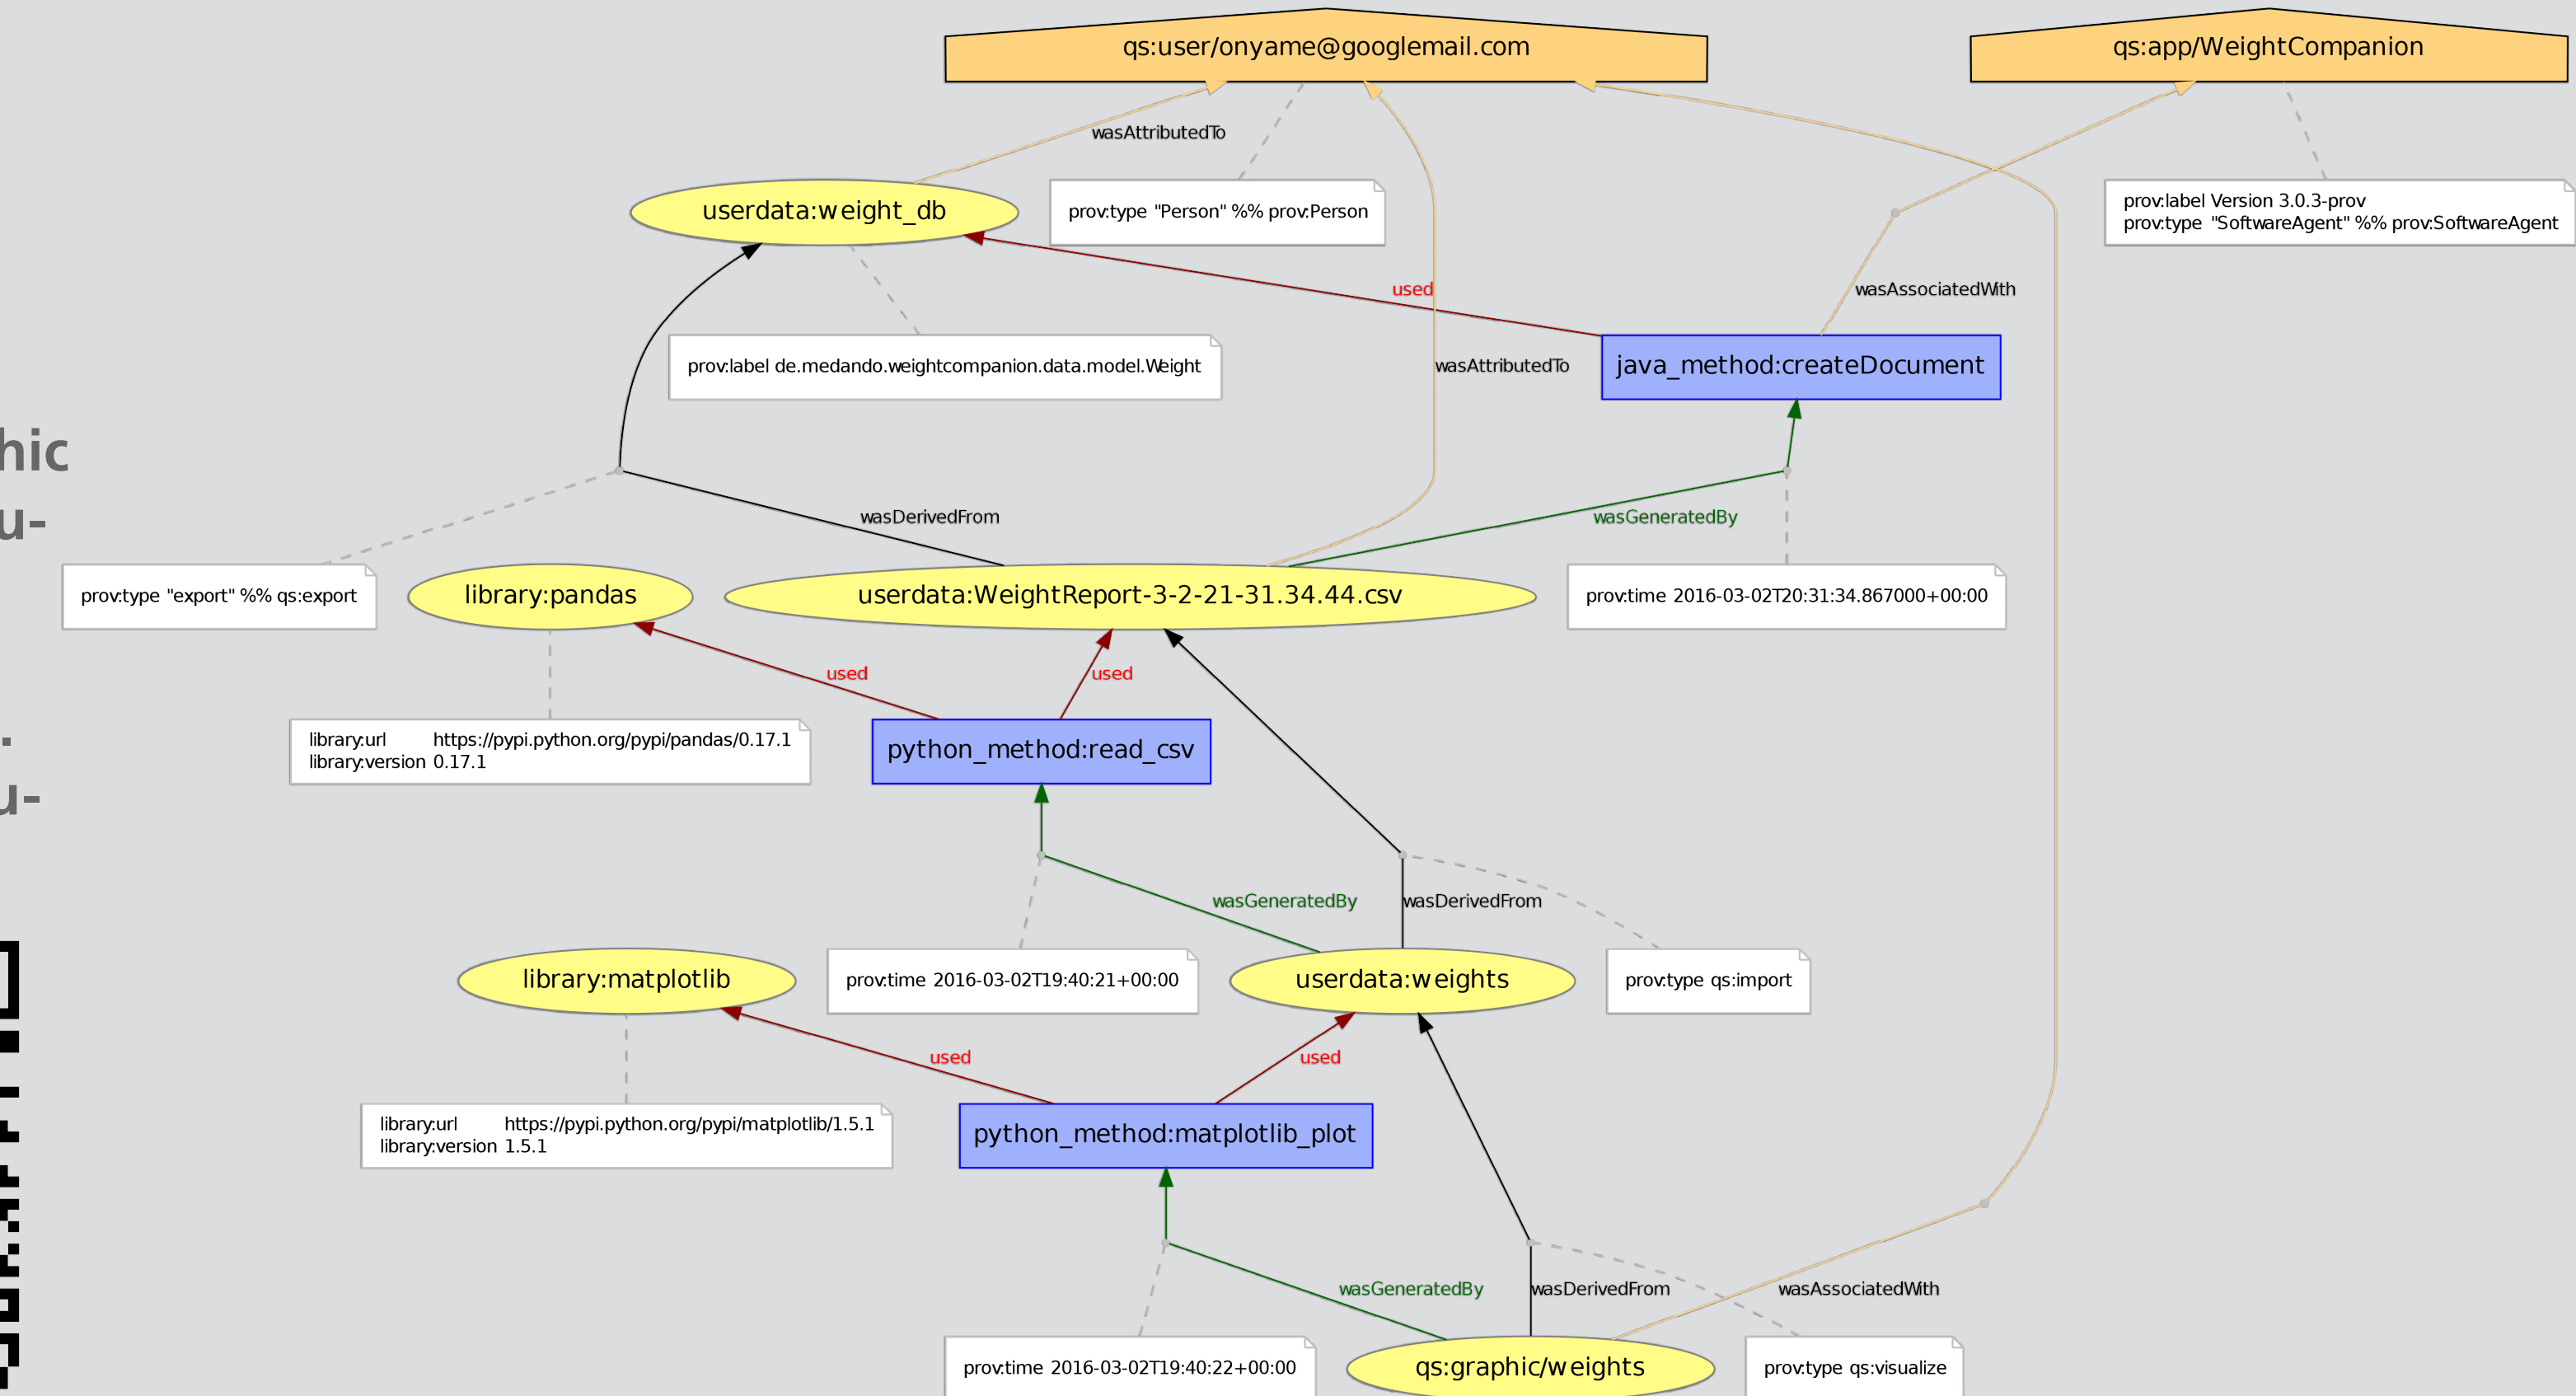 qs:user/onyame@googlemail.com
qs:app/WeightCompanion
wasAttributedTo
userdata:weight_db
prov:type "Person" %% prov:Person
prov:label Version 3.0.3-prov
prov:type "SoftwareAgent" %% prov:SoftwareAgent
used
wasAssociatedWith
prov:label de.medando.weightcompanion.data.model.Weight
wasAttributedTo
java_method:createDocument
hic
u-
wasDerivedFrom
wasGeneratedBy
prov:type "export" %% qs:export
library:pandas
userdata:WeightReport-3-2-21-31.34.44.csv
prov:time 2016-03-02T20:31:34.867000+00:00
used
used
library:url https://pypi.python.org/pypi/pandas/0.17.1
library:version 0.17.1
python_method:read_csv
u-
wasGeneratedBy
wasDerivedFrom
library:matplotlib
prov:time 2016-03-02T19:40:21+00:00
userdata:weights
prov:type qs:import
used
used
library:url https://pypi.python.org/pypi/matplotlib/1.5.1
library:version 1.5.1
python_method:matplotlib_plot
wasGeneratedBy
wasDerivedFrom
wasAssociatedWith
prov:time 2016-03-02T19:40:22+00:00
qs:graphic/weights
prov:type qs:visualize